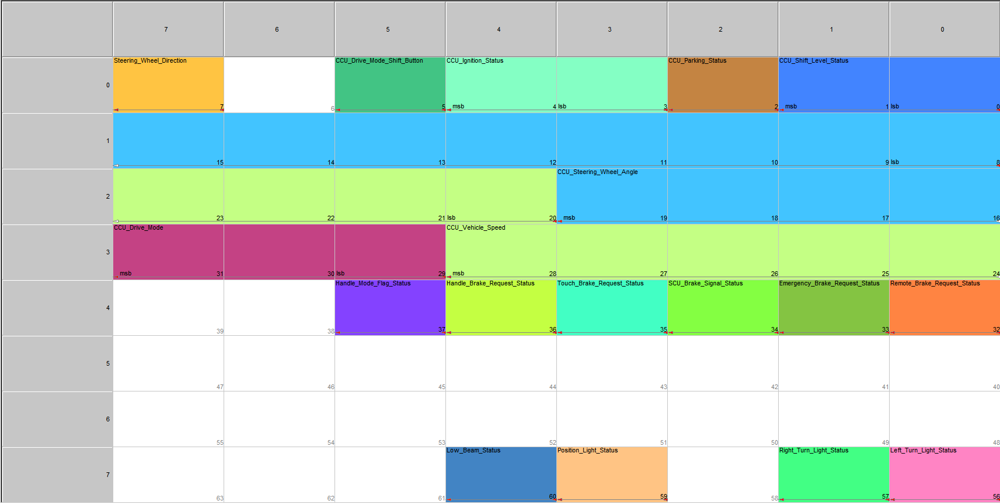 7 6 5 4 3 2 1 0
Steering_Wheel_Direction CCU_Drive_Mode_Shift_Button CCU_Ignition_Status CCU_Parking_Status CCU_Shift_Level_Status
0
7 6 5 msb 4 lsb 3 2 msb 1 lsb 0
1
15 14 13 12 11 10 9 lsb 8
CCU_Steering_Wheel_Angle
2
23 22 21 lsb 20 msb 19 18 17 16
CCU_Drive_Mode CCU_Vehicle_Speed
3
msb 31 30 lsb 29 msb 28 27 26 25 24
Handle_Mode_Flag_Status Handle_Brake_Request_Status Touch_Brake_Request_Status SCU_Brake_Signal_Status Emergency_Brake_Request_Status Remote_Brake_Request_Status
4
39 38 37 36 35 34 33 32
5
47 46 45 44 43 42 41 40
6
55 54 53 52 51 50 49 48
Low_Beam_Status Position_Light_Status Right_Turn_Light_Status Left_Turn_Light_Status
7
63 62 61 60 59 58 57 56